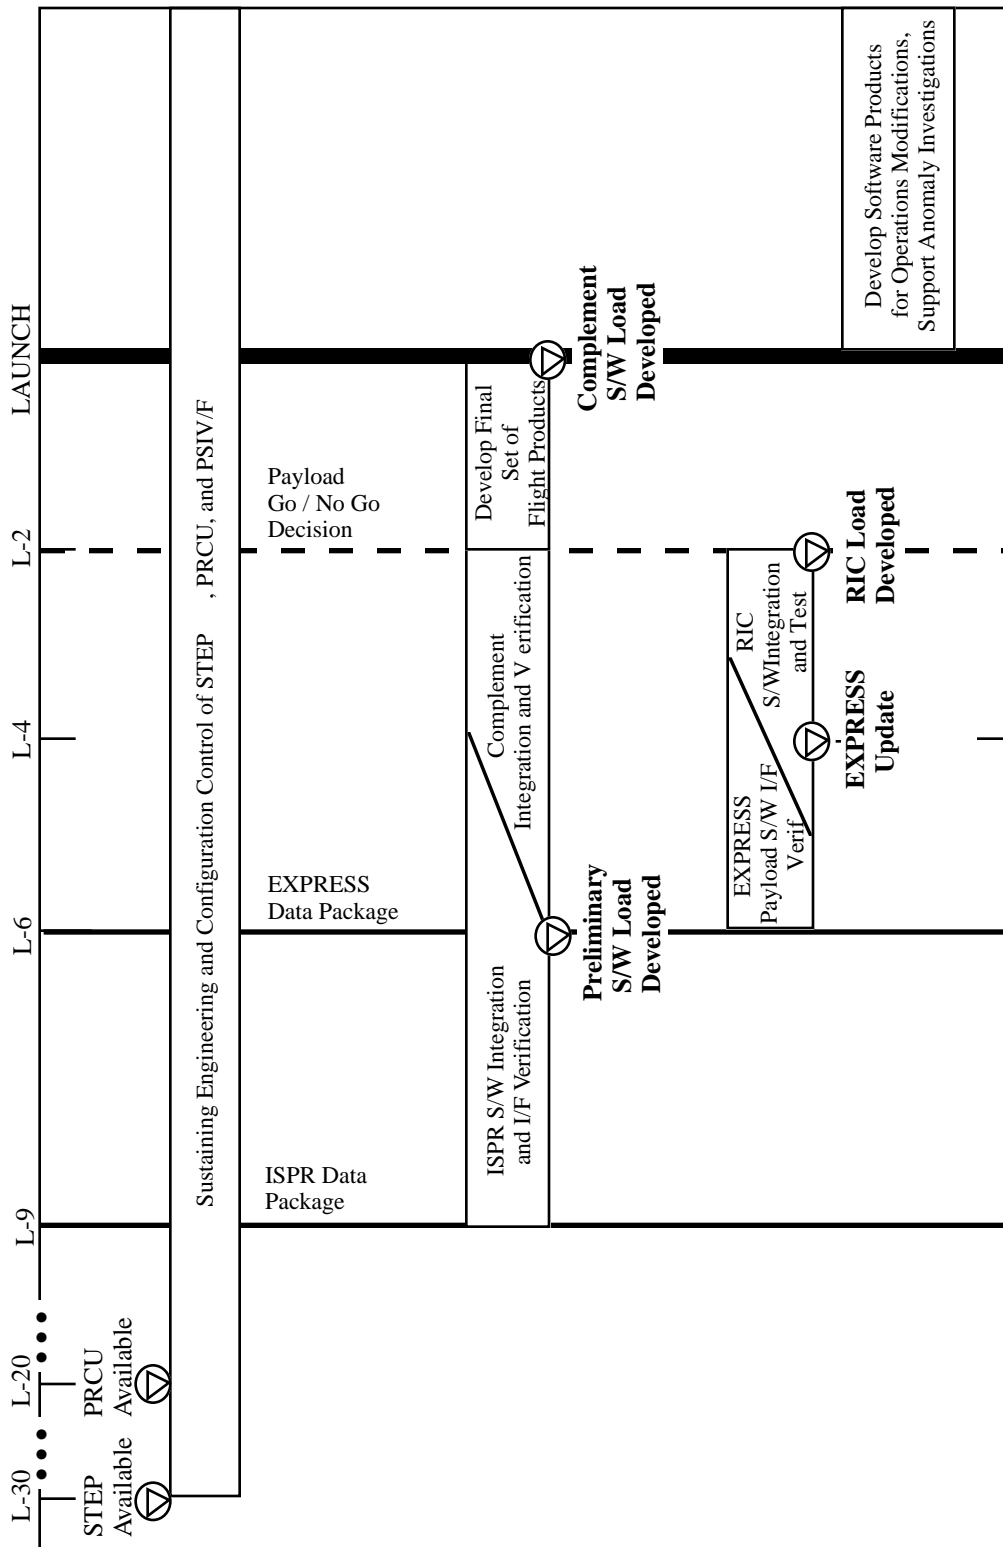 L-30
L-20
L-9
L-6
L-4
L-2
LAUNCH
STEP
Available
PRCU
Available
Sustaining Engineering and Configuration Control of STEP , PRCU, and PSIV/F
ISPR Data
Package
EXPRESS
Data Package
Payload
Go / No Go
Decision
ISPR S/W Integration
and I/F Verification
Complement
Integration and V erification
Develop Final
Set of
Flight Products
Preliminary
S/W Load
Developed
Complement
S/W Load
Developed
EXPRESS
Payload S/W I/F
Verif
RIC
S/WIntegration
and Test
EXPRESS
Update
RIC Load
Developed
Develop Software Products
for Operations Modifications,
Support Anomaly Investigations